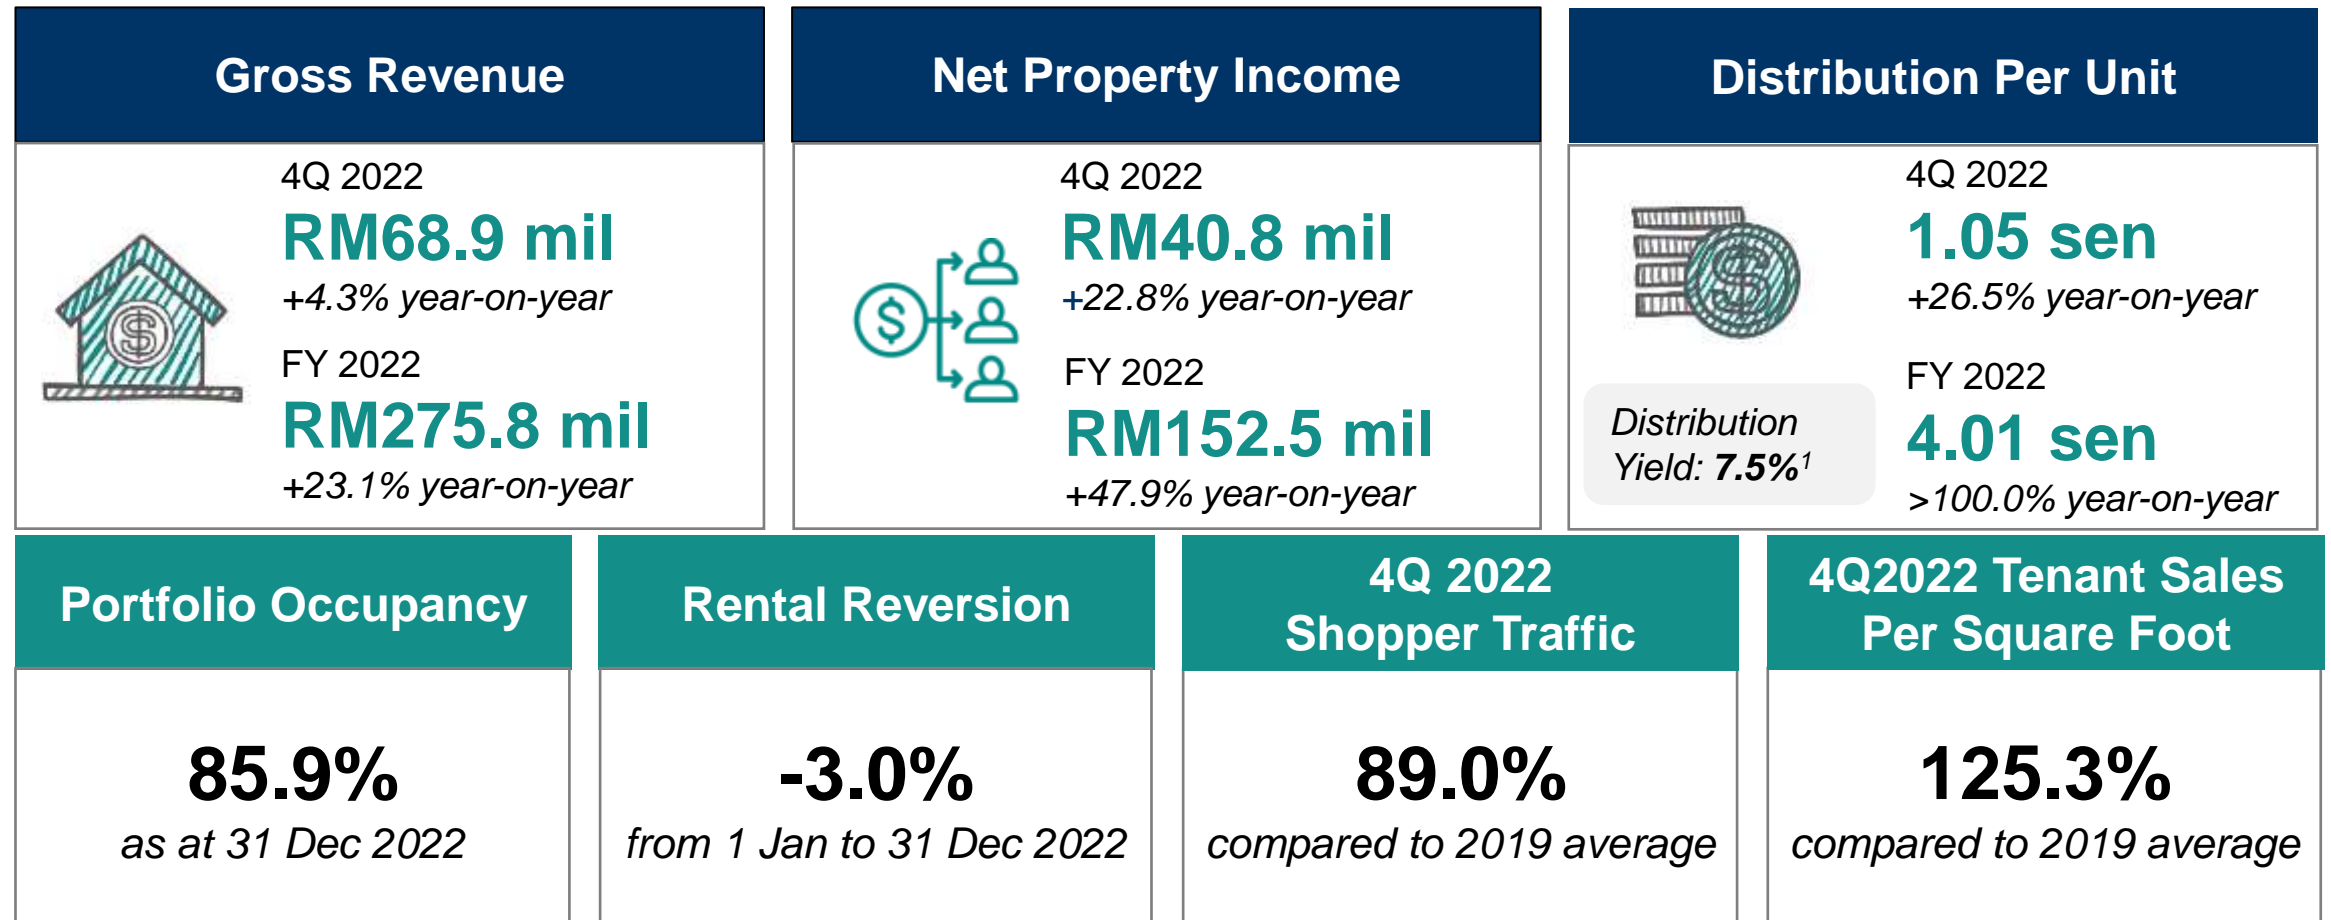 Gross Revenue
4Q 2022
RM68.9 mil
+4.3% year-on-year
FY 2022
RM275.8 mil
+23.1% year-on-year
Net Property Income
4Q 2022
RM40.8 mil
+22.8% year-on-year
FY 2022
RM152.5 mil
+47.9% year-on-year
Distribution Per Unit
4Q 2022
1.05 sen
+26.5% year-on-year
FY 2022
4.01 sen
>100.0% year-on-year
Distribution
Yield: 7.5%¹
Portfolio Occupancy
85.9%
as at 31 Dec 2022
Rental Reversion
-3.0%
from 1 Jan to 31 Dec 2022
4Q 2022
Shopper Traffic
89.0%
compared to 2019 average
4Q2022 Tenant Sales
Per Square Foot
125.3%
compared to 2019 average